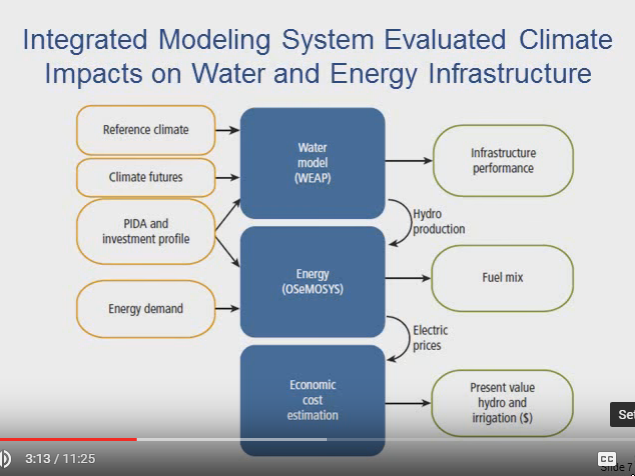 Integrated Modeling System Evaluated Climate
Impacts on Water and Energy Infrastructure
Reference climate
Climate futures
PIDA and
investment profile
Energy demand
Water
model
(WEAP)
Hydro
production
Energy
(OSeMOSYS)
Electric
prices
Economic
cost
estimation
Infrastructure
performance
Fuel mix
Present value
hydro and
irrigation ($)
Set
3:13 / 11:25
CC
Slide 7